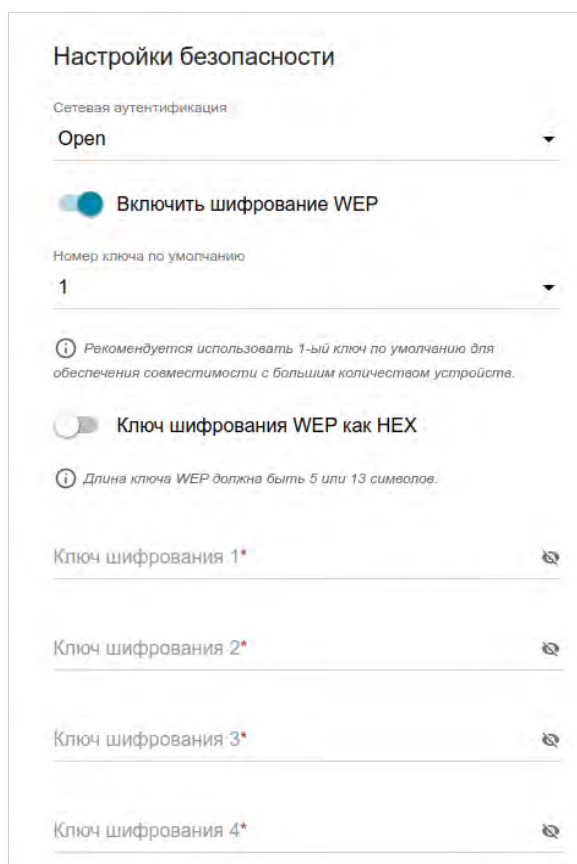 Настройки безопасности
Сетевая аутентификация
Open
Включить шифрование WEP
Номер ключа по умолчанию
1
Рекомендуется использовать 1-ый ключ по умолчанию для
обеспечения совместимости с большим количеством устройств.
Ключ шифрования WEP как HEX
Длина ключа WEP должна быть 5 или 13 символов.
Ключ шифрования 1*
Ключ шифрования 2*
Ключ шифрования 3*
Ключ шифрования 4*